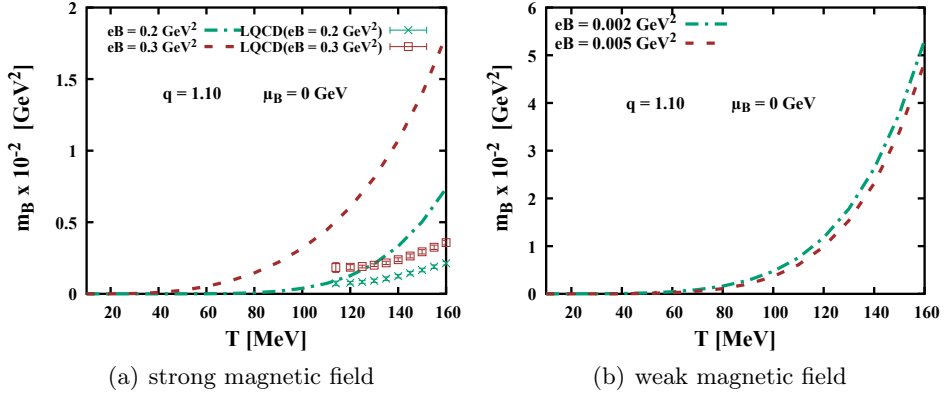 eB = 0.2 GeV² LQCD(eB = 0.2 GeV²)
eB = 0.3 GeV² LQCD(eB = 0.3 GeV²)
q = 1.10 μ_B = 0 GeV
m_B x 10⁻² [GeV²]
2
1.5
1
0.5
0
20 40 60 80 100 120 140 160
T [MeV]
(a) strong magnetic field
eB = 0.002 GeV²
eB = 0.005 GeV²
q = 1.10 μ_B = 0 GeV
m_B x 10⁻² [GeV²]
6
5
4
3
2
1
0
20 40 60 80 100 120 140 160
T [MeV]
(b) weak magnetic field